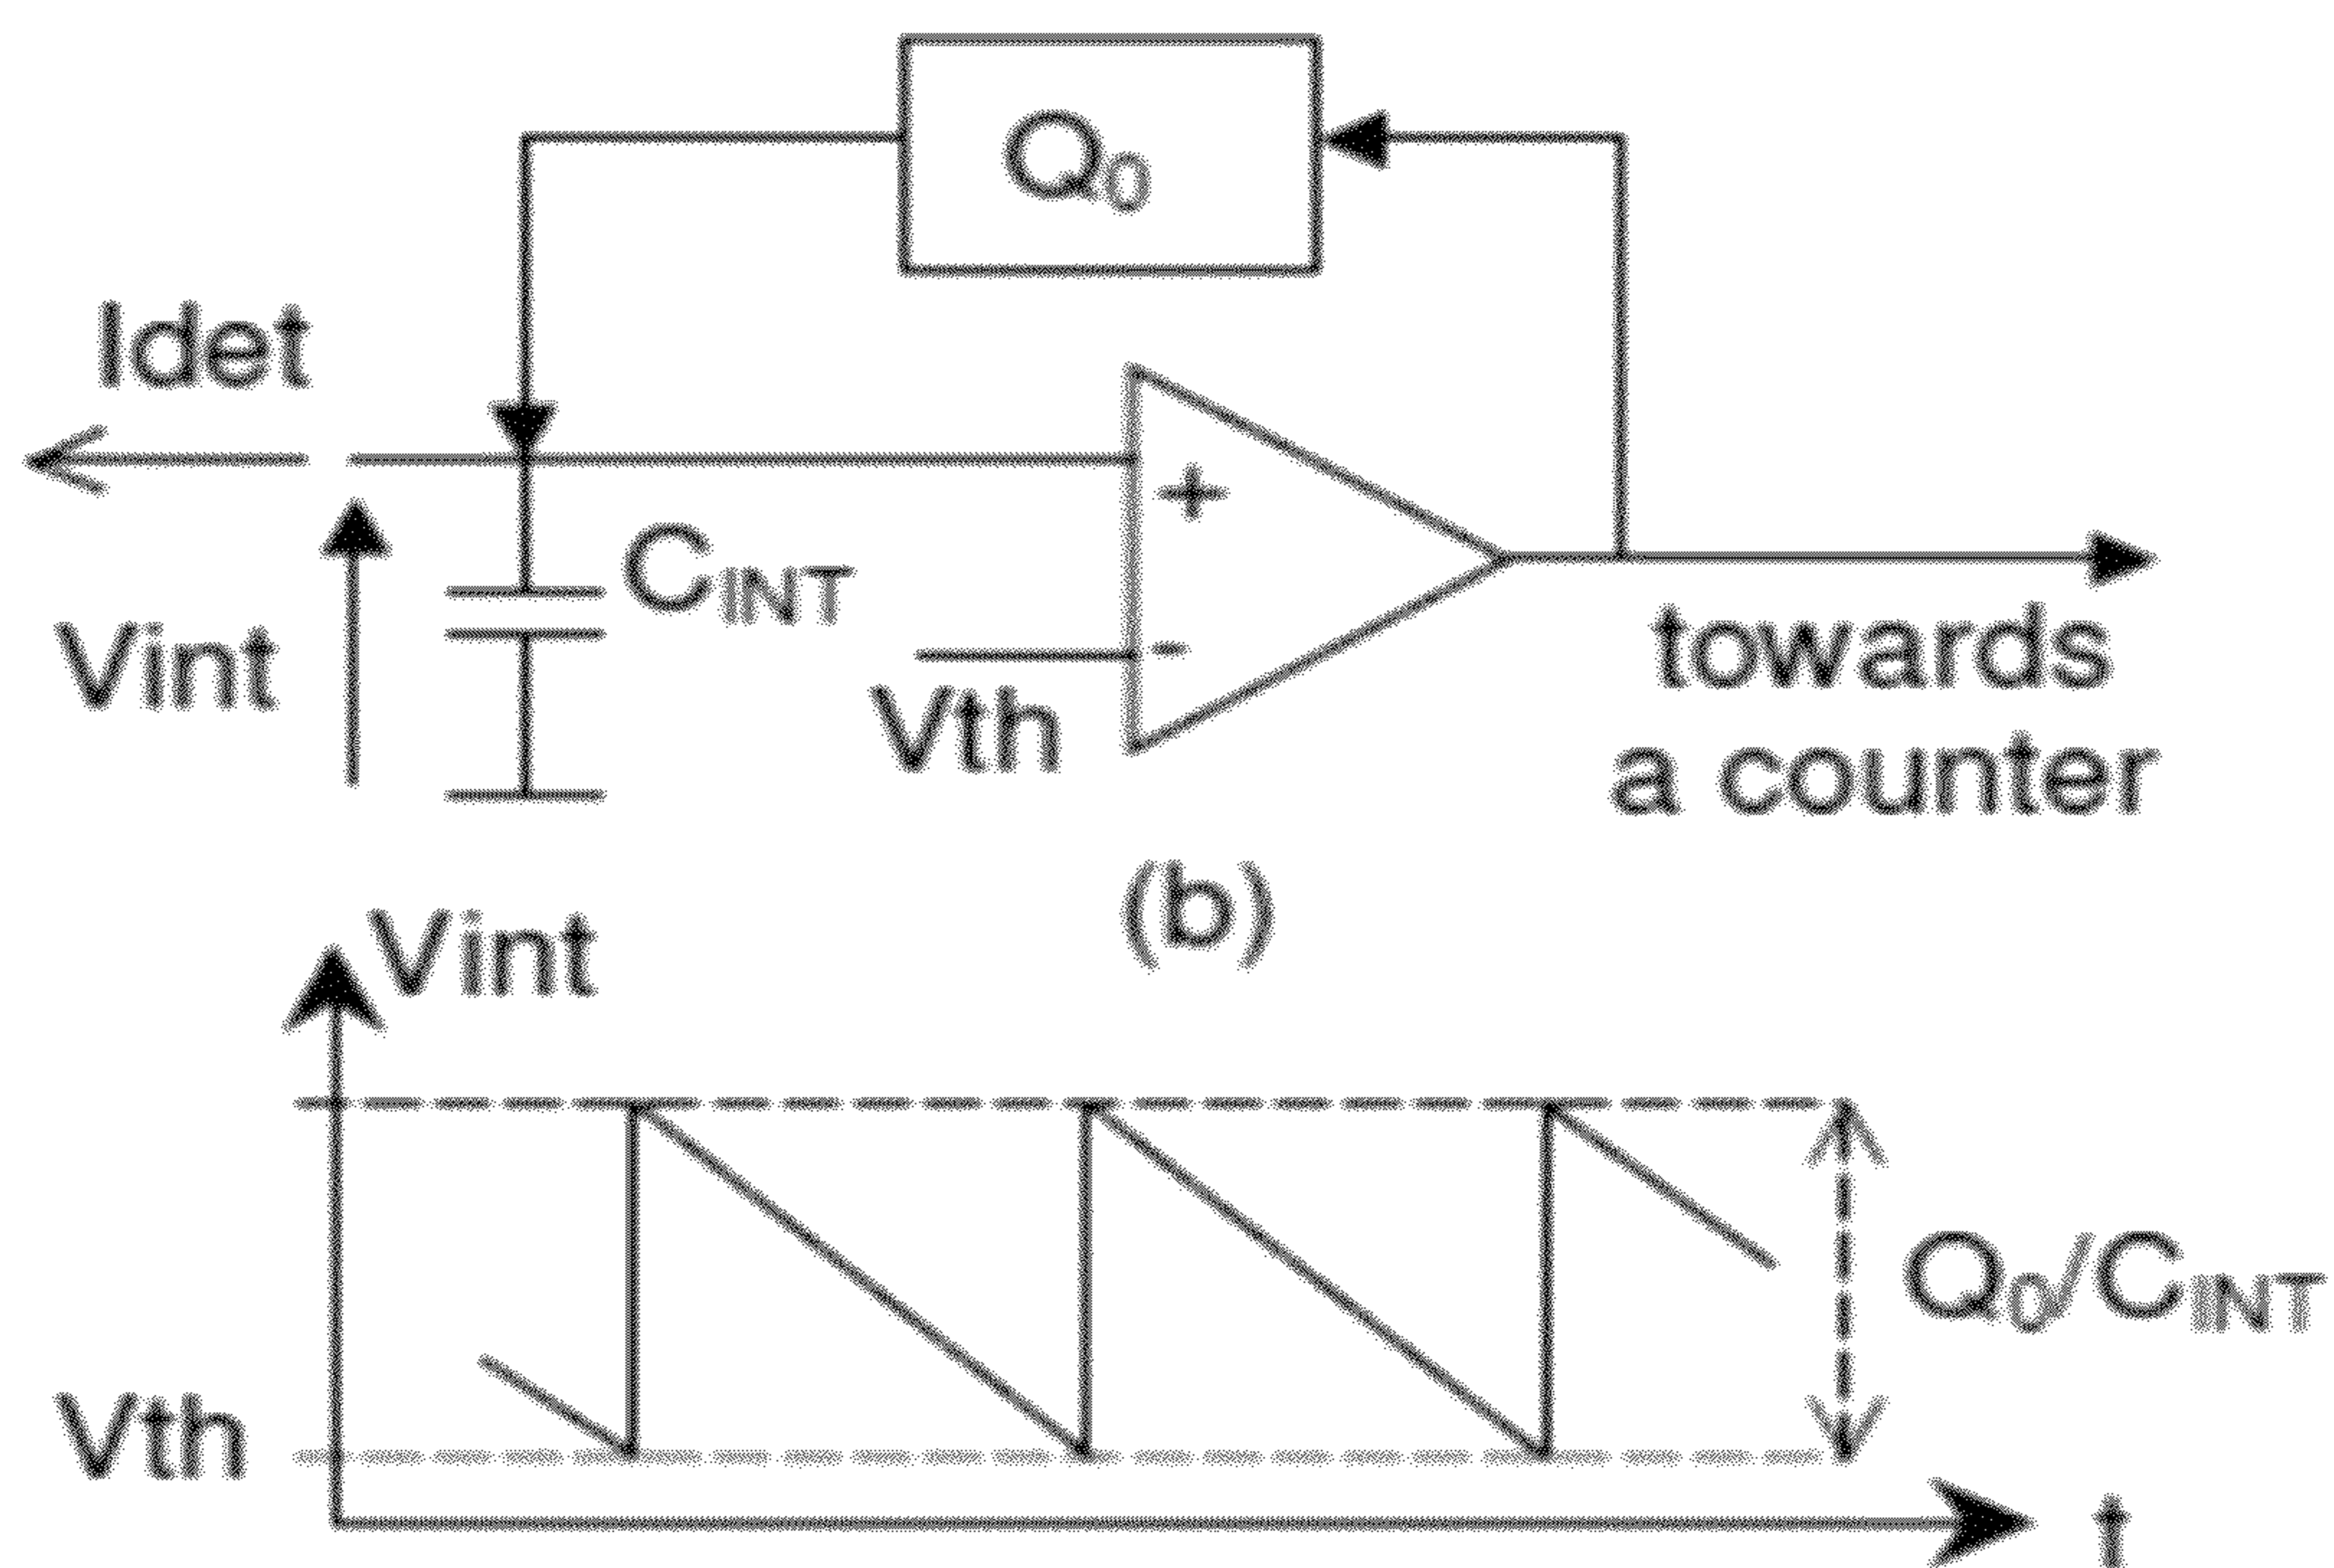 Q0
Idet
+
CINT
Vint
-
Vth
towards
a counter
(b)
Vint
Q0/CINT
Vth
t